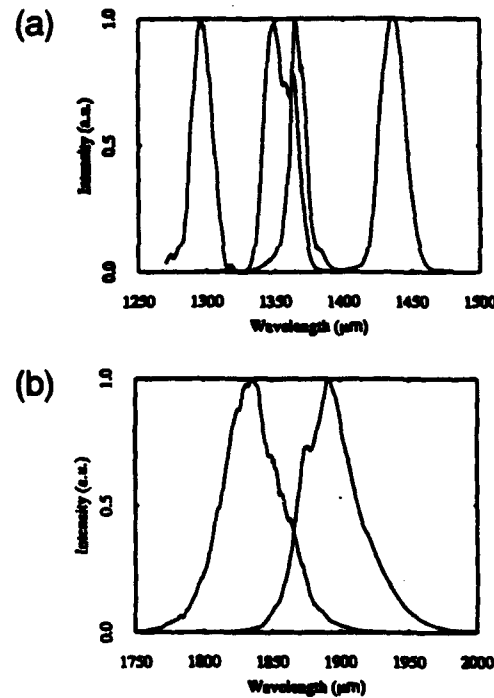 (a)
Intensity (a.u.)
1.0
0.5
0.0
1250 1300 1350 1400 1450 1500
Wavelength (μm)
(b)
Intensity (a.u.)
1.0
0.5
0.0
1750 1800 1850 1900 1950 2000
Wavelength (μm)